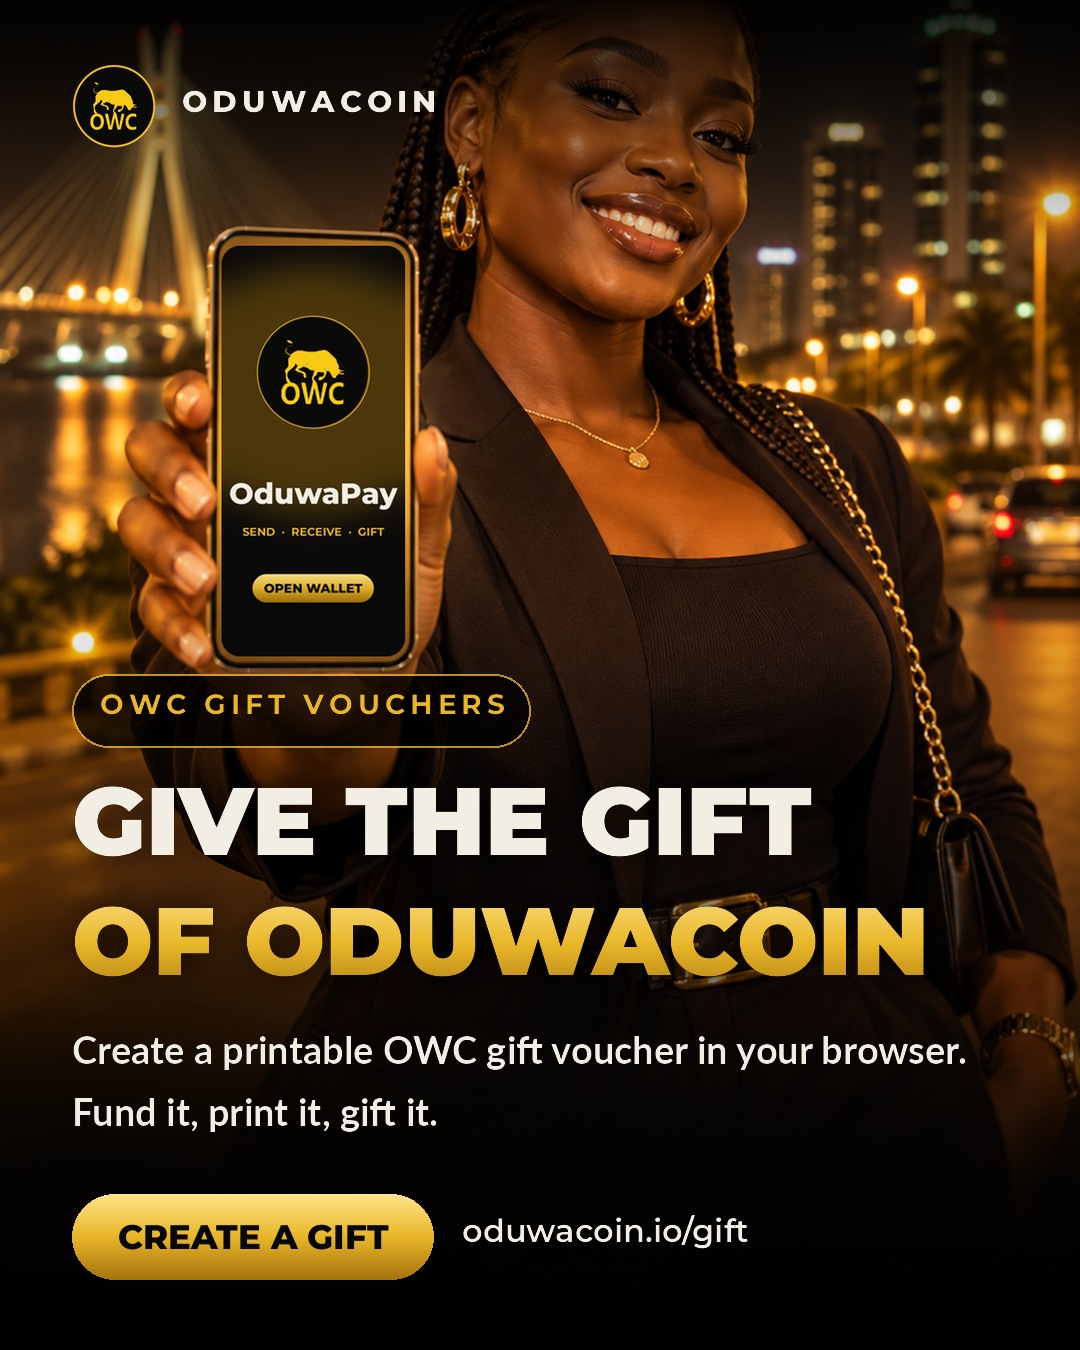 OWC
ODUWACOIN
OWC
OduwaPay
SEND · RECEIVE · GIFT
OPEN WALLET
OWC GIFT VOUCHERS
GIVE THE GIFT
OF ODUWACOIN
Create a printable OWC gift voucher in your browser.
Fund it, print it, gift it.
CREATE A GIFT
oduwacoin.io/gift